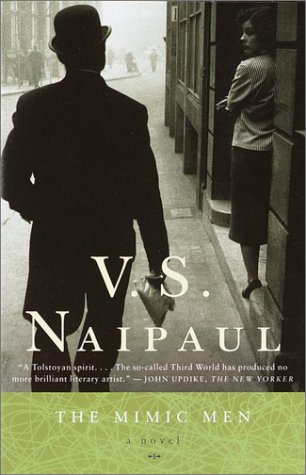 V. S.
NAIPAUL
"A Tolstoyan spirit. . . . The so-called Third World has produced no
more brilliant literary artist." — JOHN UPDIKE, THE NEW YORKER
THE MIMIC MEN
a novel